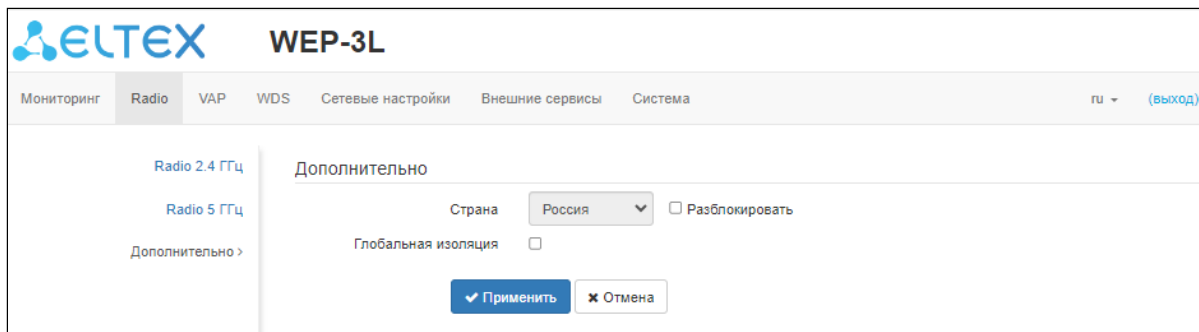 ELTEX WEP-3L
Мониторинг Radio VAP WDS Сетевые настройки Внешние сервисы Система ru (выход)
Radio 2.4 ГГц
Radio 5 ГГц
Дополнительно >
Дополнительно
Страна Россия Разблокировать
Глобальная изоляция
Применить Отмена